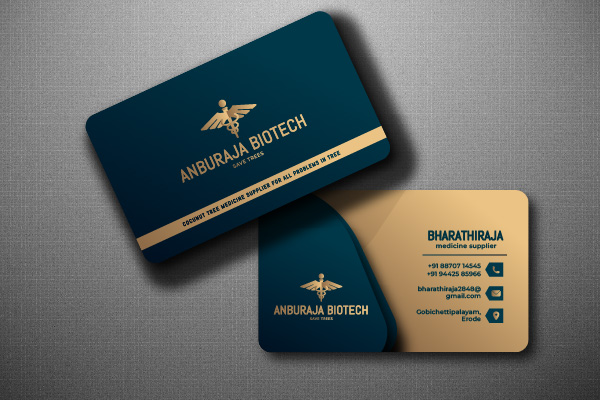 ANBURAJA BIOTECH
SAVE TREES
COCONUT TREE MEDICINE SUPPLIER FOR ALL PROBLEMS IN TREE
BHARATHIRAJA
medicine supplier
+91 88707 14545
+91 94425 85966
bharathiraja2848@
gmail.com
Gobichettipalayam,
Erode
ANBURAJA BIOTECH
SAVE TREES